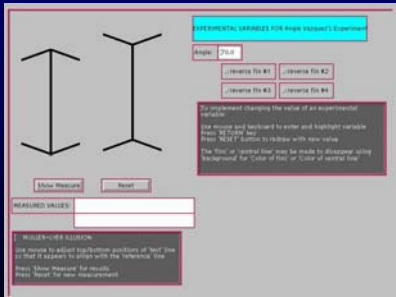 EXPERIMENTAL VARIABLES FOR Angle Vazquez's Experiment
Angle: 70.0
reverse fin #1
reverse fin #2
reverse fin #3
reverse fin #4
To implement changing the value of an experimental
variable:
Use mouse and keyboard to enter and highlight variable
Press 'RETURN' key
Press 'RESET' button to redraw with new value
The 'fins' or 'central line' may be made to disappear using
'background' for 'Color of fins' or 'Color of central line'
Show Measure
Reset
MEASURED VALUES:
MULLER-LYER ILLUSION
Use mouse to adjust top/bottom positions of 'test' line
so that it appears to align with the 'reference' line
Press 'Show Measure' for results
Press 'Reset' for new measurement